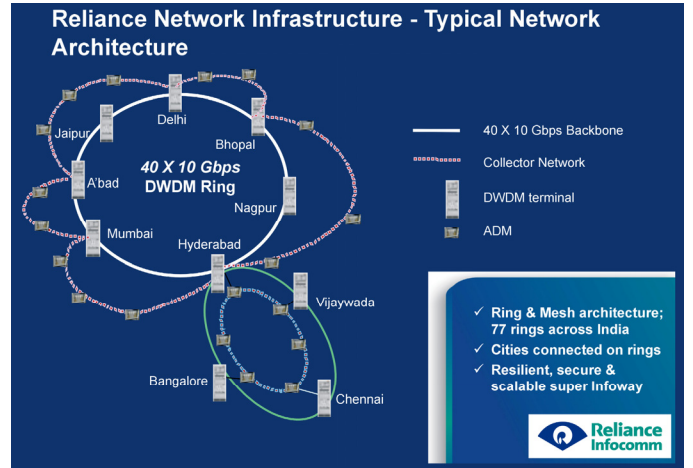 Reliance Network Infrastructure - Typical Network
Architecture
Delhi
Jaipur
Bhopal
40 X 10 Gbps
DWDM Ring
A'bad
Nagpur
Mumbai
Hyderabad
Vijaywada
Bangalore
Chennai
40 X 10 Gbps Backbone
Collector Network
DWDM terminal
ADM
✓ Ring & Mesh architecture;
77 rings across India
✓ Cities connected on rings
✓ Resilient, secure &
scalable super Infoway
Reliance
Infocomm